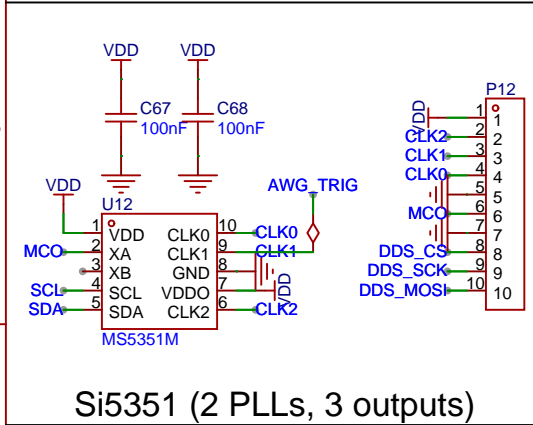 VDD
VDD
C67
100nF
C68
100nF
P12
VDD
1
1
CLK2
2
2
CLK1
3
3
CLK0
4
4
5
5
MCO
6
6
7
7
DDS_CS
8
8
DDS_SCK
9
9
DDS_MOSI
10
10
VDD
AWG_TRIG
U12
1
VDD
CLK0
10
CLK0
MCO
2
XA
CLK1
9
CLK1
3
XB
GND
8
SCL
4
SCL
VDDO
7
VDD
SDA
5
SDA
CLK2
6
CLK2
MS5351M
Si5351 (2 PLLs, 3 outputs)